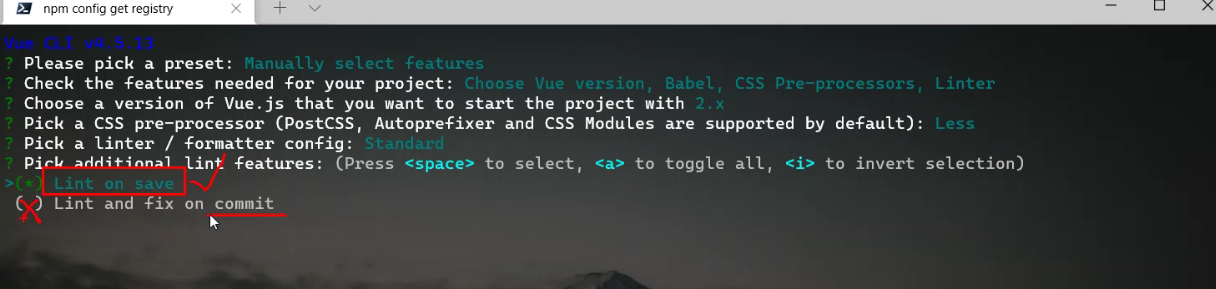 npm config get registry
Vue CLI v4.5.13
? Please pick a preset: Manually select features
? Check the features needed for your project: Choose Vue version, Babel, CSS Pre-processors, Linter
? Choose a version of Vue.js that you want to start the project with 2.x
? Pick a CSS pre-processor (PostCSS, Autoprefixer and CSS Modules are supported by default): Less
? Pick a linter / formatter config: Standard
? Pick additional lint features: (Press <space> to select, <a> to toggle all, <i> to invert selection)
>(*) Lint on save
( ) Lint and fix on commit